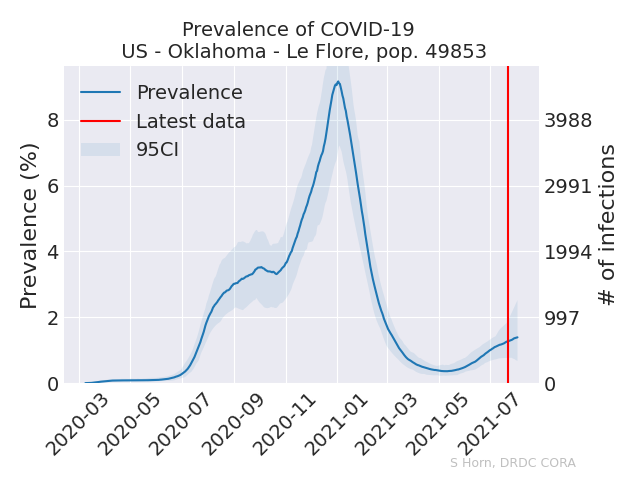 Prevalence of COVID-19
US - Oklahoma - Le Flore, pop. 49853
Prevalence
Latest data
95CI
Prevalence (%)
8
6
4
2
0
3988
2991
1994
997
0
# of infections
2020-03
2020-05
2020-07
2020-09
2020-11
2021-01
2021-03
2021-05
2021-07
S Horn, DRDC CORA